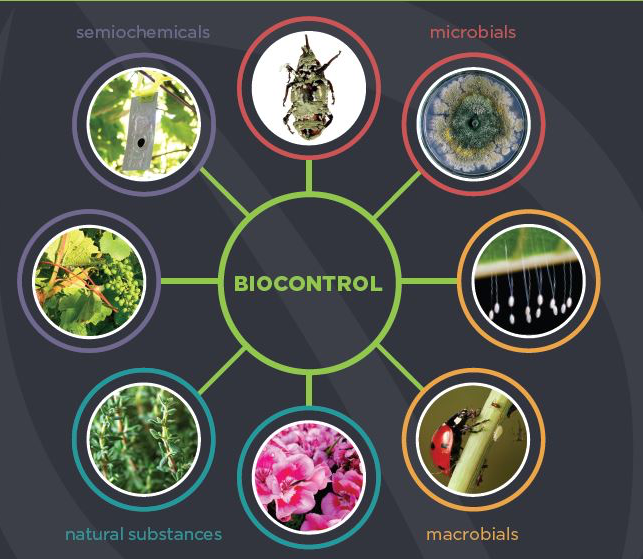 semiochemicals
microbials
BIOCONTROL
natural substances
macrobials